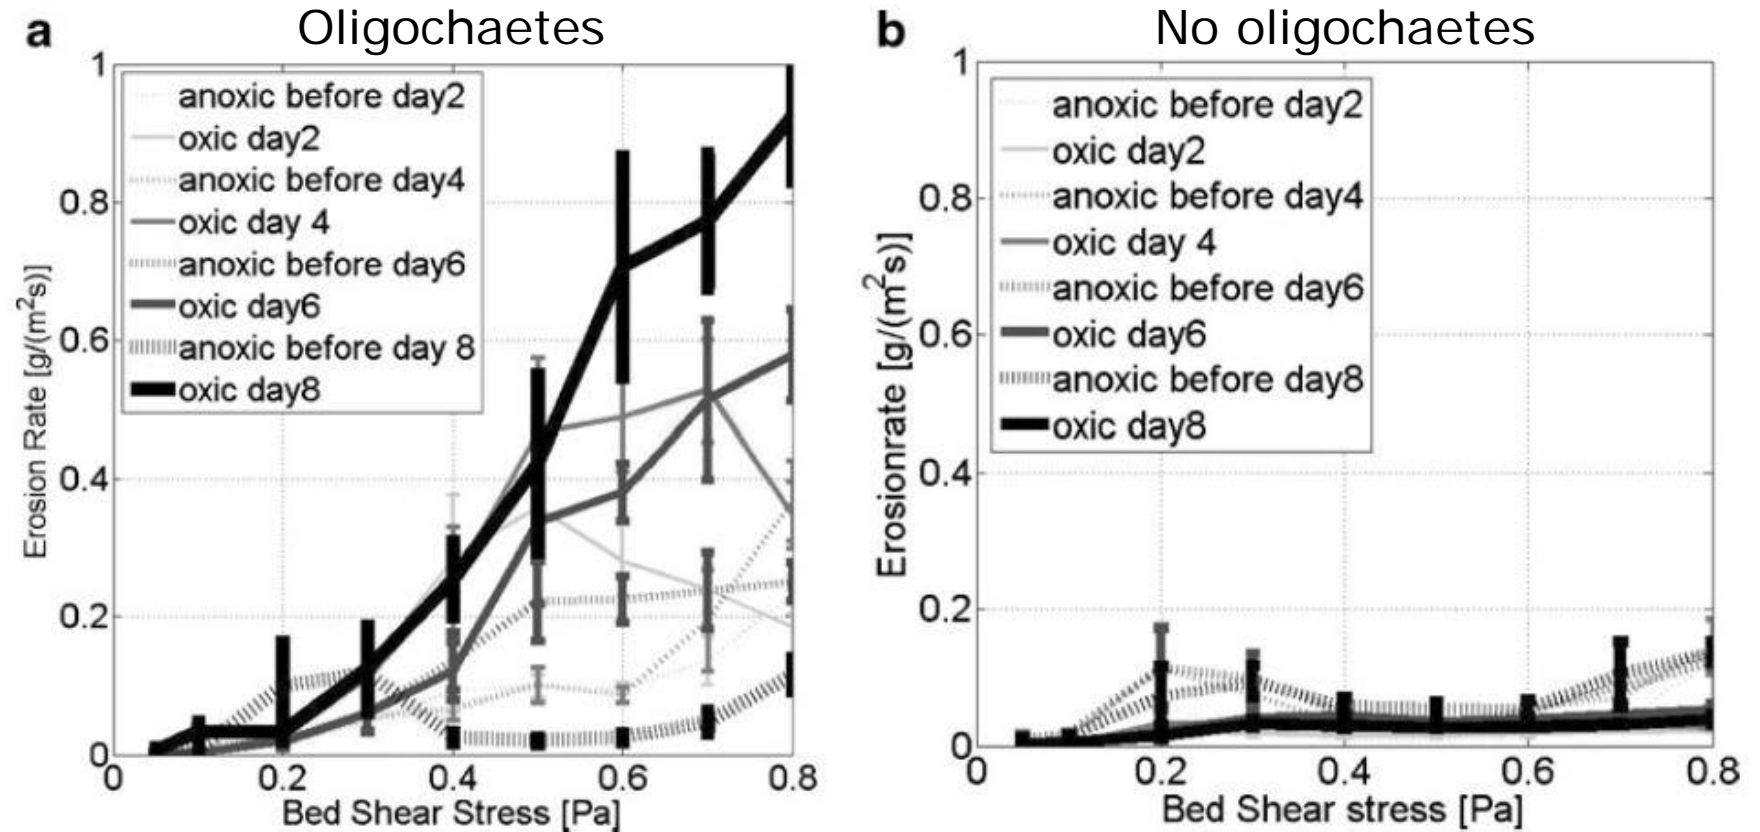 a
Oligochaetes
1
0.8
0.6
0.4
0.2
0
Erosion Rate [g/(m²s)]
anoxic before day2
oxic day2
anoxic before day4
oxic day 4
anoxic before day6
oxic day6
anoxic before day 8
oxic day8
0 0.2 0.4 0.6 0.8
Bed Shear Stress [Pa]
b
No oligochaetes
1
0.8
0.6
0.4
0.2
0
Erosionrate [g/(m²s)]
anoxic before day2
oxic day2
anoxic before day4
oxic day 4
anoxic before day6
oxic day6
anoxic before day8
oxic day8
0 0.2 0.4 0.6 0.8
Bed Shear stress [Pa]